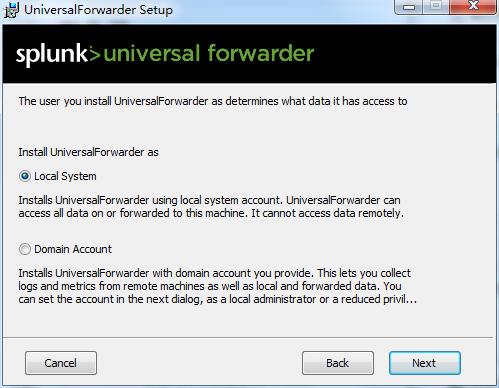 UniversalForwarder Setup
splunk>universal forwarder
The user you install UniversalForwarder as determines what data it has access to
Install UniversalForwarder as
Local System
Installs UniversalForwarder using local system account. UniversalForwarder can
access all data on or forwarded to this machine. It cannot access data remotely.
Domain Account
Installs UniversalForwarder with domain account you provide. This lets you collect
logs and metrics from remote machines as well as local and forwarded data. You
can set the account in the next dialog, as a local administrator or a reduced privil...
Cancel
Back
Next